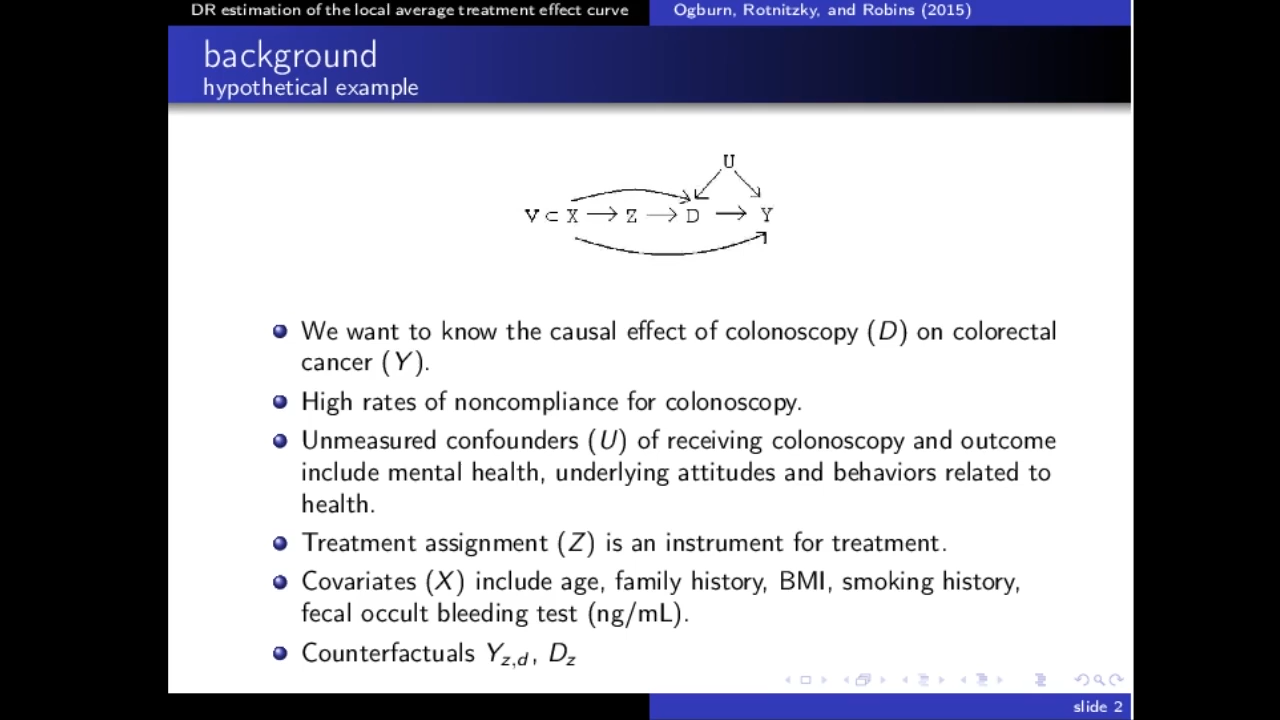 DR estimation of the local average treatment effect curve
Ogburn, Rotnitzky, and Robins (2015)
background
hypothetical example
U
V ⊂ X → Z → D → Y
We want to know the causal effect of colonoscopy (D) on colorectal
cancer (Y).
High rates of noncompliance for colonoscopy.
Unmeasured confounders (U) of receiving colonoscopy and outcome
include mental health, underlying attitudes and behaviors related to
health.
Treatment assignment (Z) is an instrument for treatment.
Covariates (X) include age, family history, BMI, smoking history,
fecal occult bleeding test (ng/mL).
Counterfactuals Y_{z,d}, D_z
slide 2